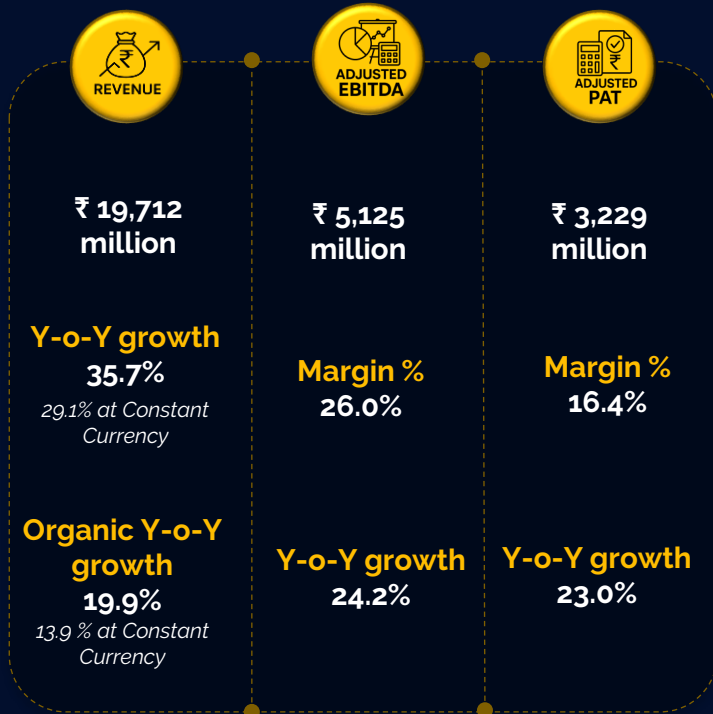 REVENUE
₹ 19,712
million
Y-o-Y growth
35.7%
29.1% at Constant
Currency
Organic Y-o-Y
growth
19.9%
13.9 % at Constant
Currency
ADJUSTED
EBITDA
₹ 5,125
million
Margin %
26.0%
Y-o-Y growth
24.2%
ADJUSTED
PAT
₹ 3,229
million
Margin %
16.4%
Y-o-Y growth
23.0%